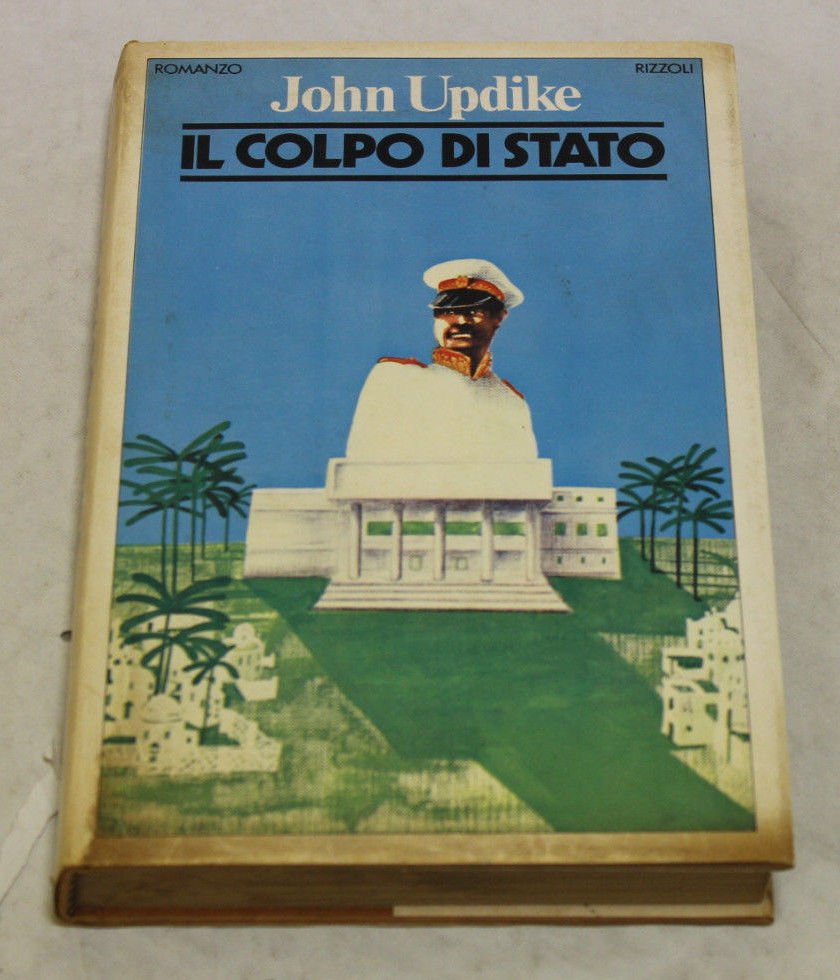 ROMANZO RIZZOLI
John Updike
IL COLPO DI STATO